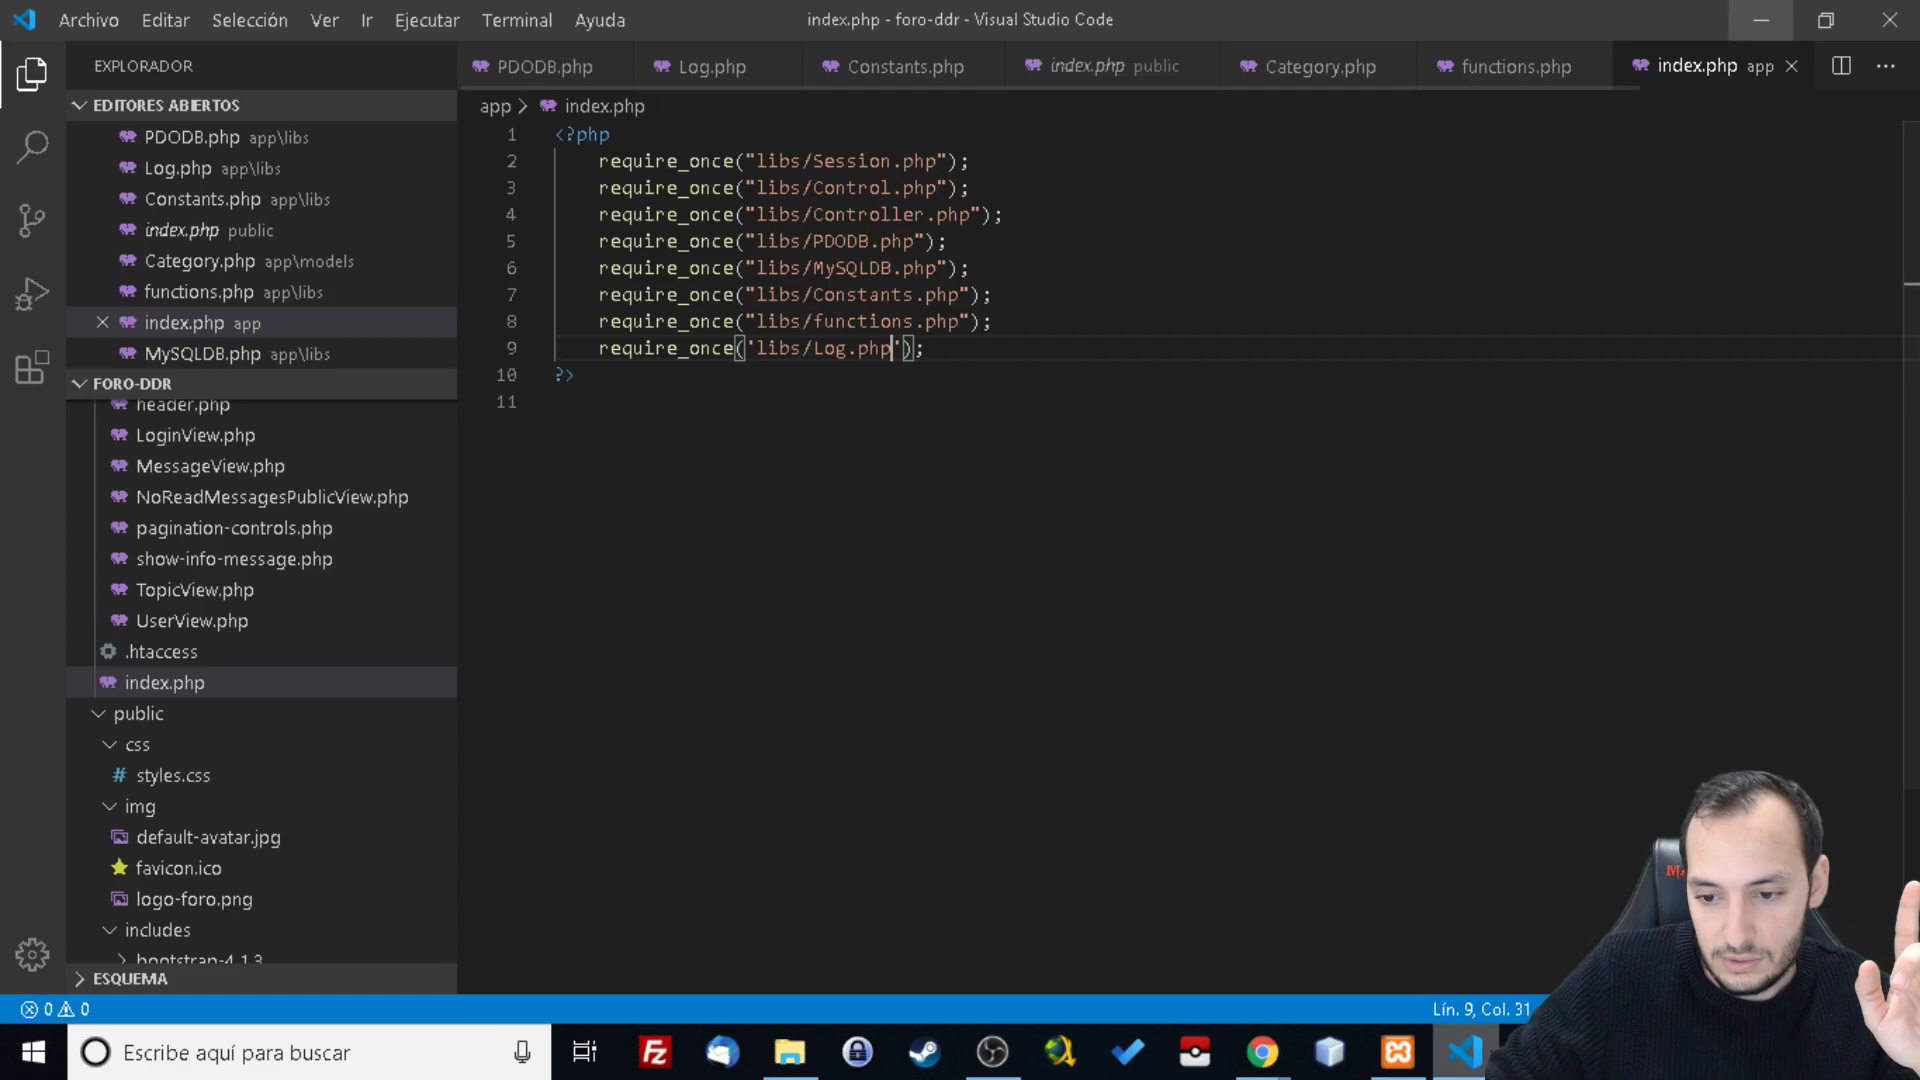 Archivo Editar Selección Ver Ir Ejecutar Terminal Ayuda
index.php - foro-ddr - Visual Studio Code
EXPLORADOR
EDITORES ABIERTOS
PDODB.php app\libs
Log.php app\libs
Constants.php app\libs
index.php public
Category.php app\models
functions.php app\libs
index.php app
MySQLDB.php app\libs
FORO-DDR
header.php
LoginView.php
MessageView.php
NoReadMessagesPublicView.php
pagination-controls.php
show-info-message.php
TopicView.php
UserView.php
.htaccess
index.php
public
css
styles.css
img
default-avatar.jpg
favicon.ico
logo-foro.png
includes
bootstrap-4.1.3
ESQUEMA
PDODB.php
Log.php
Constants.php
index.php public
Category.php
functions.php
index.php app
app > index.php
1 <?php
2 require_once("libs/Session.php");
3 require_once("libs/Control.php");
4 require_once("libs/Controller.php");
5 require_once("libs/PDODB.php");
6 require_once("libs/MySQLDB.php");
7 require_once("libs/Constants.php");
8 require_once("libs/functions.php");
9 require_once('libs/Log.php');
10 ?>
11
0 0
Lín. 9, Col. 31
Escribe aquí para buscar